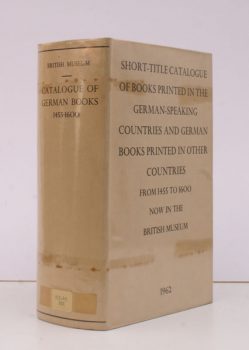 BRITISH MUSEUM
CATALOGUE OF
GERMAN BOOKS
1455-1600
SHORT-TITLE CATALOGUE
OF BOOKS PRINTED IN THE
GERMAN-SPEAKING
COUNTRIES AND GERMAN
BOOKS PRINTED IN OTHER
COUNTRIES
FROM 1455 TO 1600
NOW IN THE
BRITISH MUSEUM
1962